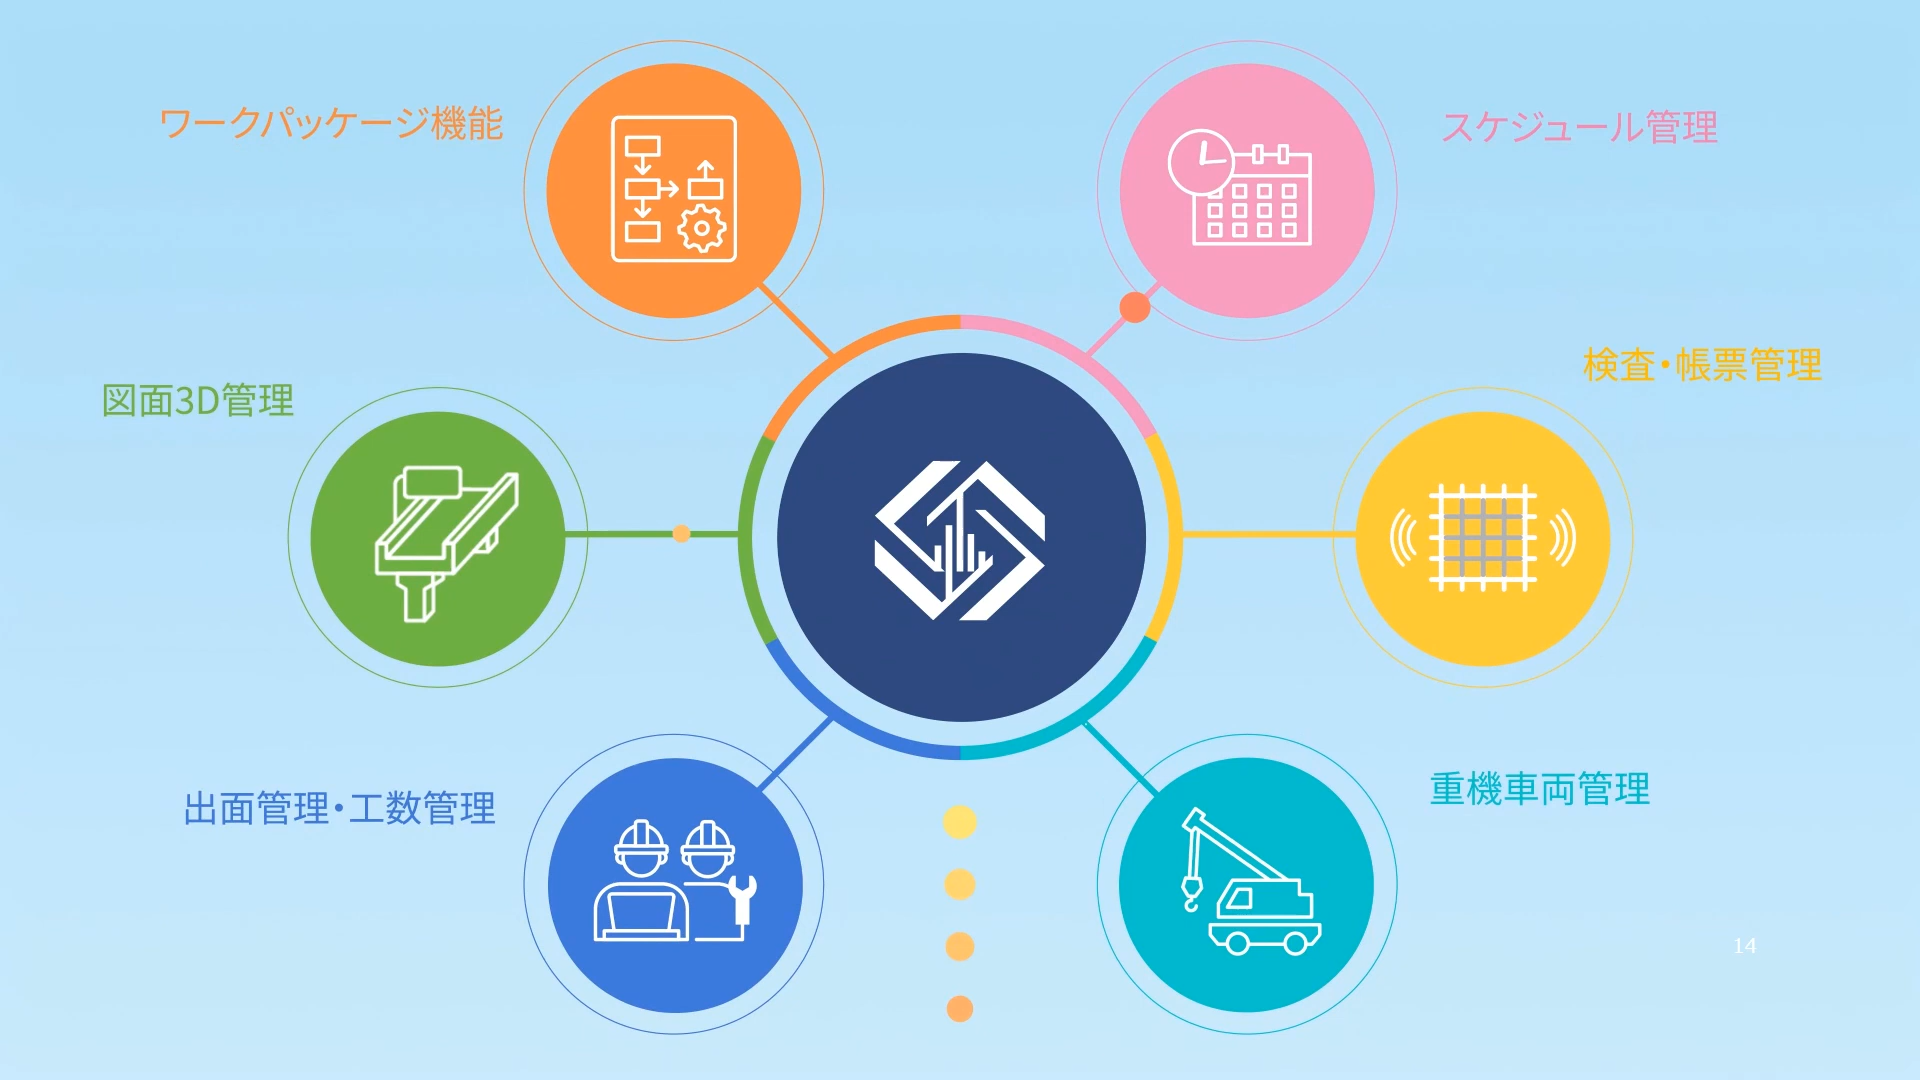 ワークパッケージ機能
スケジュール管理
検査・帳票管理
図面3D管理
出面管理・工数管理
重機車両管理
14